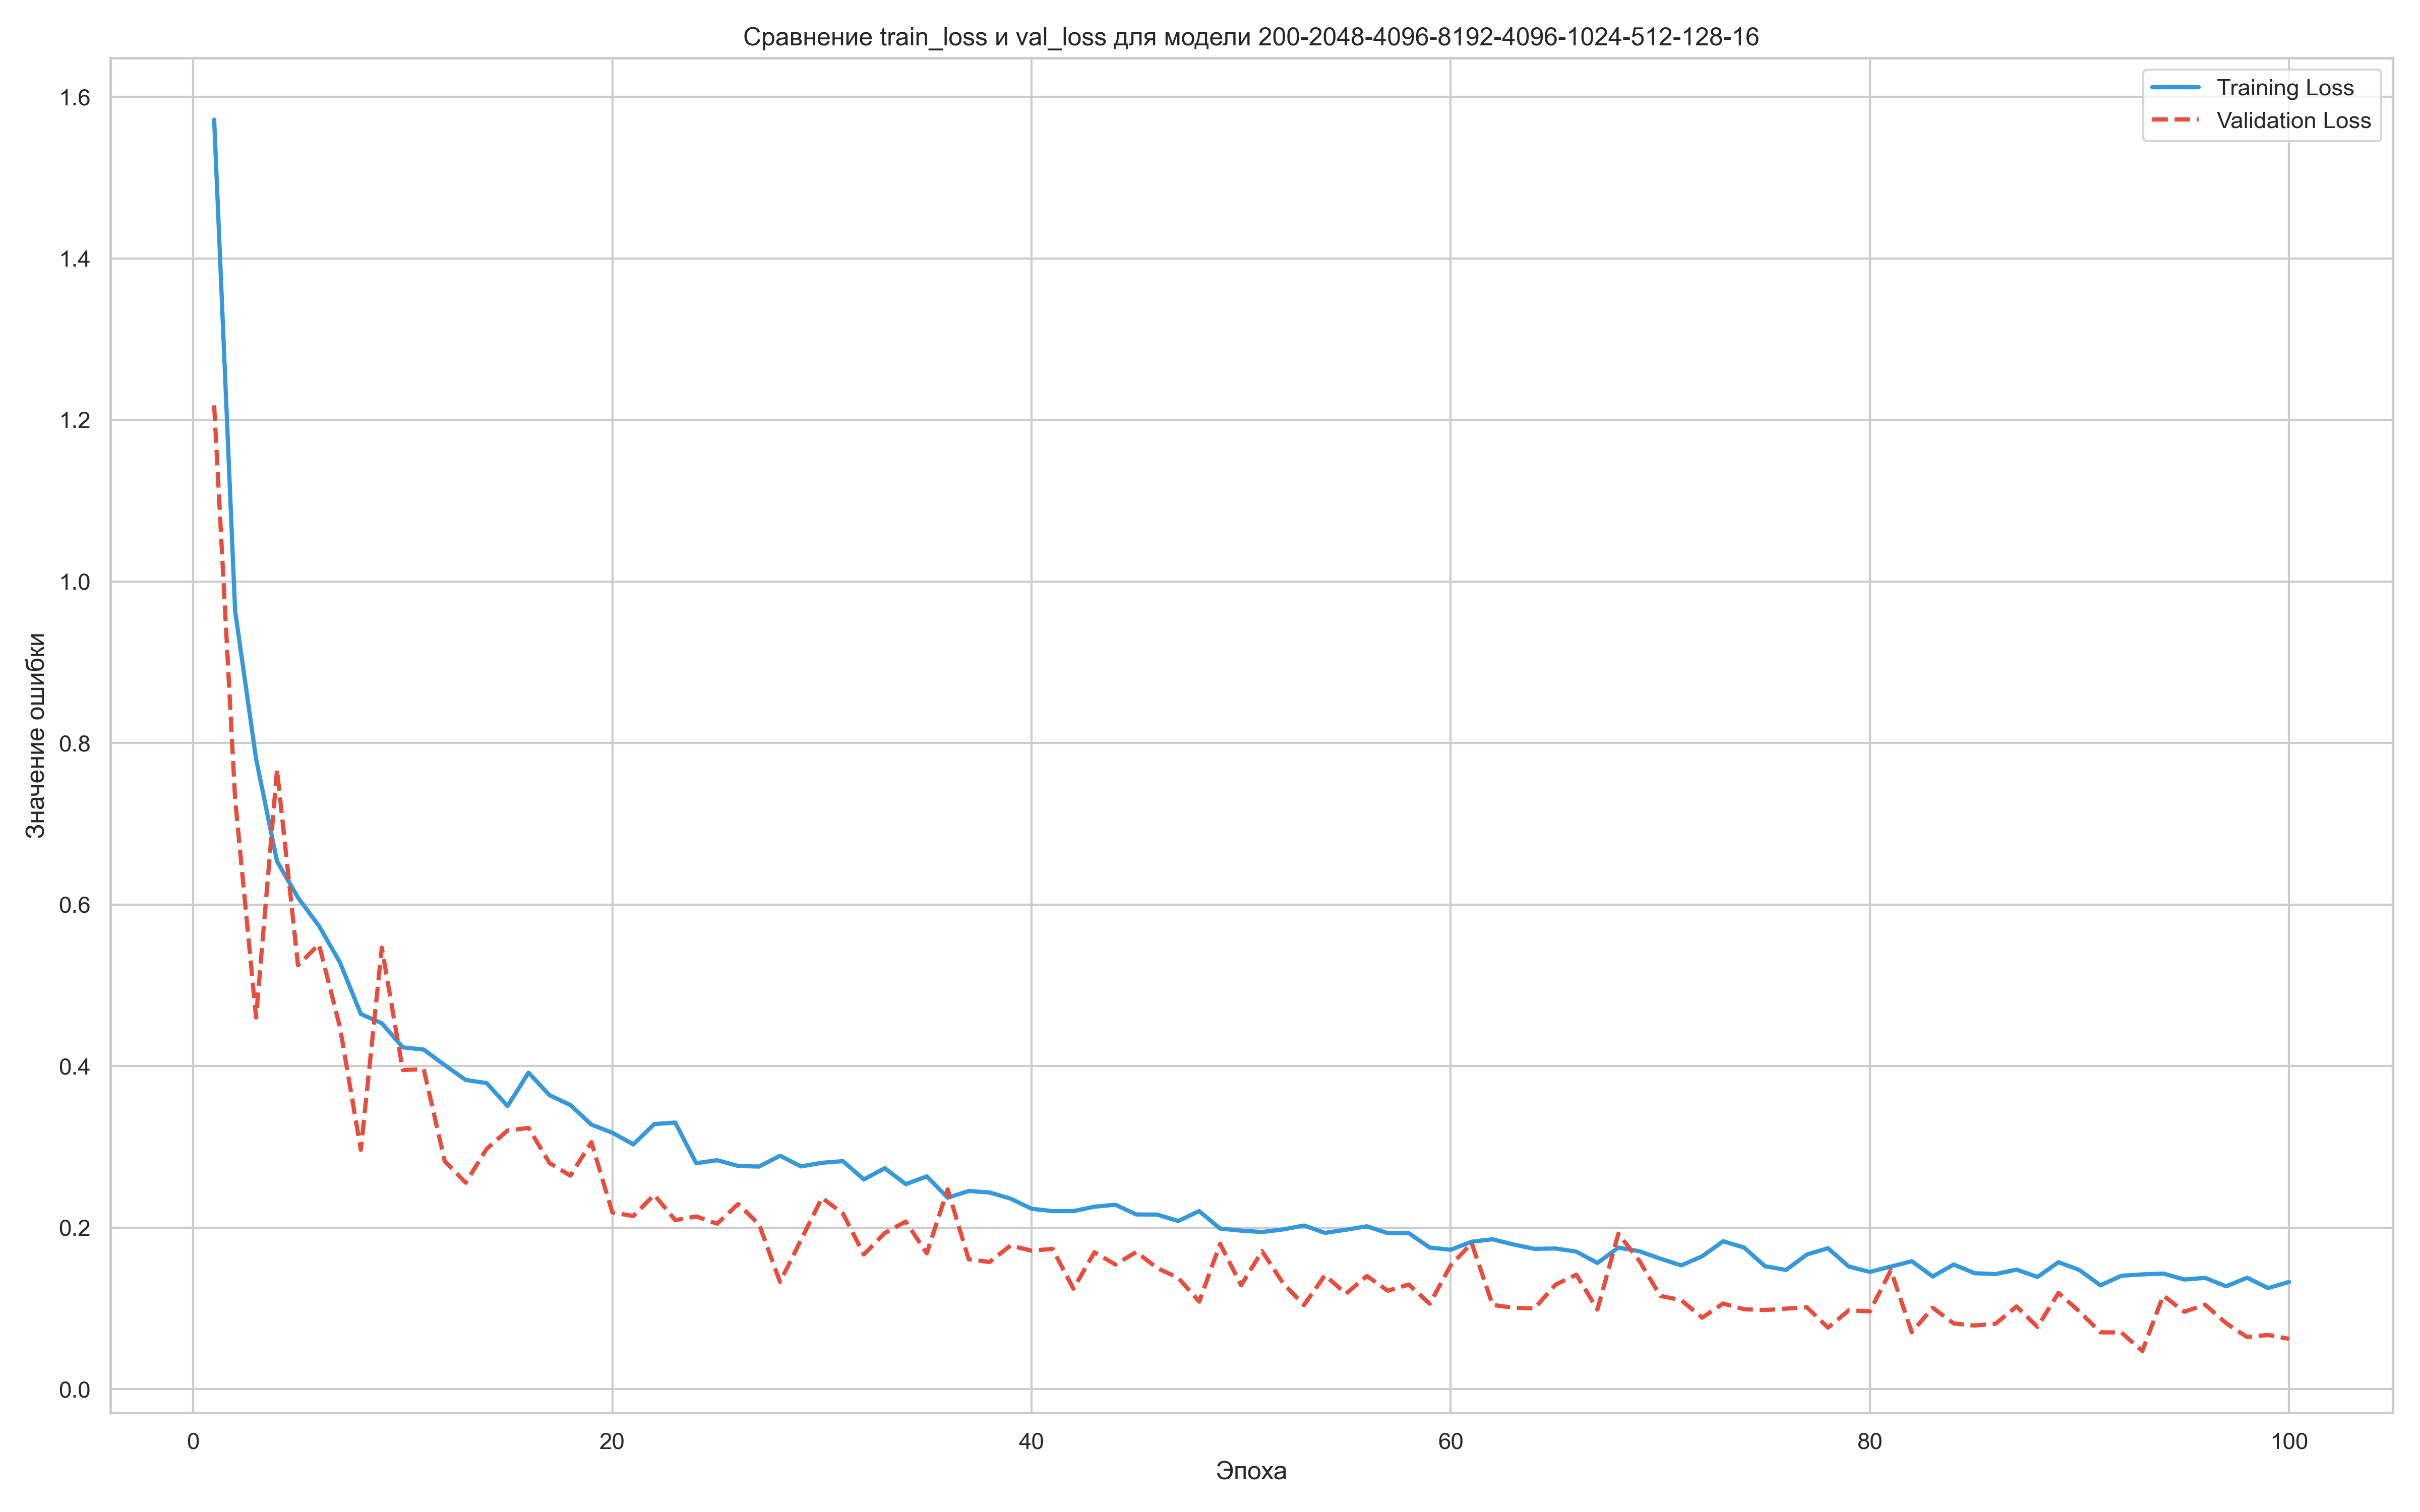 Сравнение train_loss и val_loss для модели 200-2048-4096-8192-4096-1024-512-128-16
Training Loss
Validation Loss
1.6
1.4
1.2
1.0
0.8
0.6
0.4
0.2
0.0
Значение ошибки
0 20 40 60 80 100
Эпоха